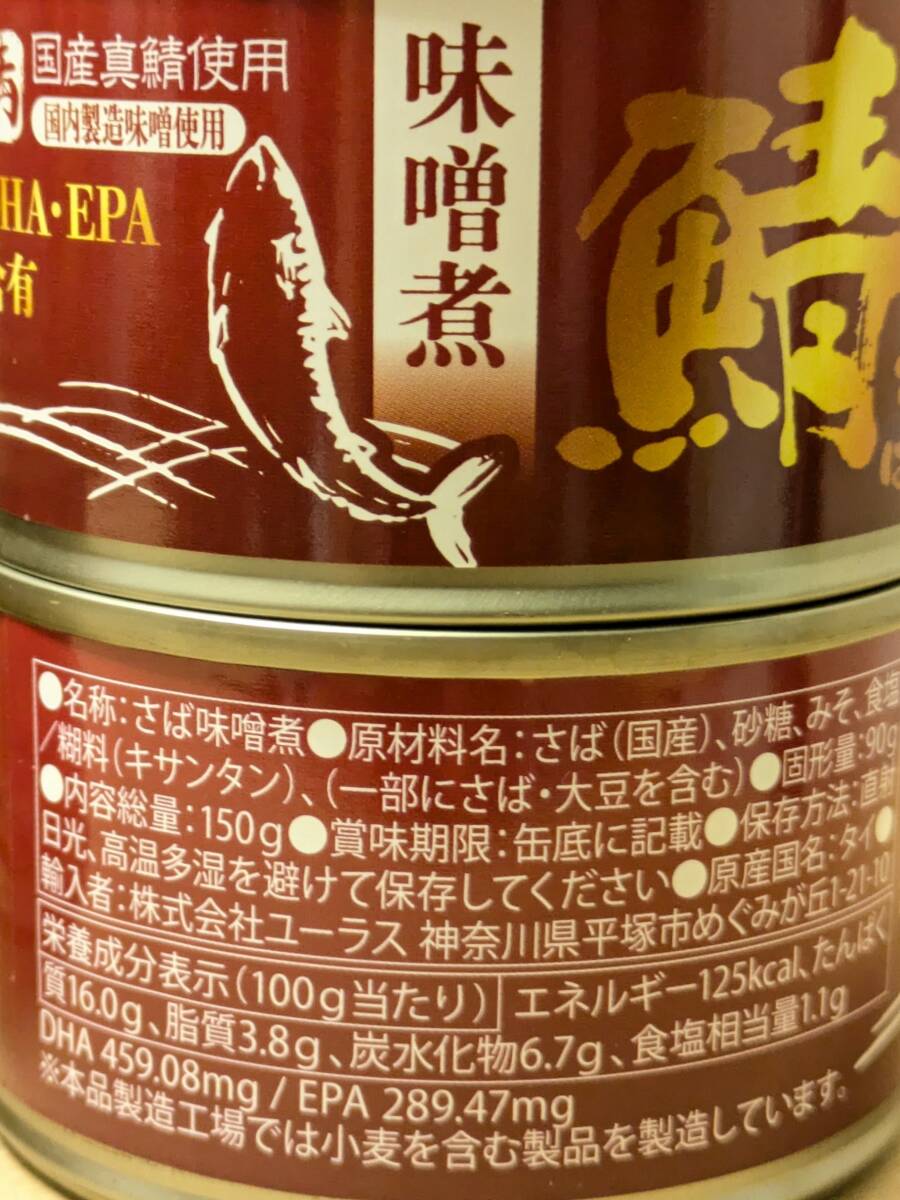 国産真鯖使用
国内製造味噌使用
HA・EPA
有
味噌煮
鯖
●名称：さば味噌煮●原材料名：さば（国産）、砂糖、みそ、食塩
／糊料（キサンタン）、（一部にさば・大豆を含む）●固形量：90g
●内容総量：150g●賞味期限：缶底に記載●保存方法：直射
日光、高温多湿を避けて保存してください●原産国名：タイ●
輸入者：株式会社ユーラス 神奈川県平塚市めぐみが丘1-21-10
栄養成分表示（100g当たり） エネルギー125kcal、たんぱく
質16.0g、脂質3.8g、炭水化物6.7g、食塩相当量1.1g
DHA 459.08mg / EPA 289.47mg
※本品製造工場では小麦を含む製品を製造しています。